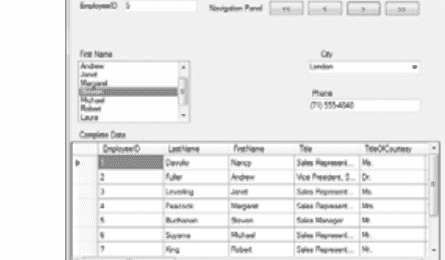 EmployeeID 5 Navigation Panel << < > >>
First Name City
Andrew London
Janet
Margaret
Steven Phone
Michael (71) 555-4848
Robert
Laura
Complete Data
EmployeeID LastName FirstName Title TitleOfCourtesy
1 Davolio Nancy Sales Represent... Ms.
2 Fuller Andrew Vice President, S... Dr.
3 Leverling Janet Sales Represent... Ms.
4 Peacock Margaret Sales Represent... Mrs.
5 Buchanan Steven Sales Manager Mr.
6 Suyama Michael Sales Represent... Mr.
7 King Robert Sales Represent... Mr.